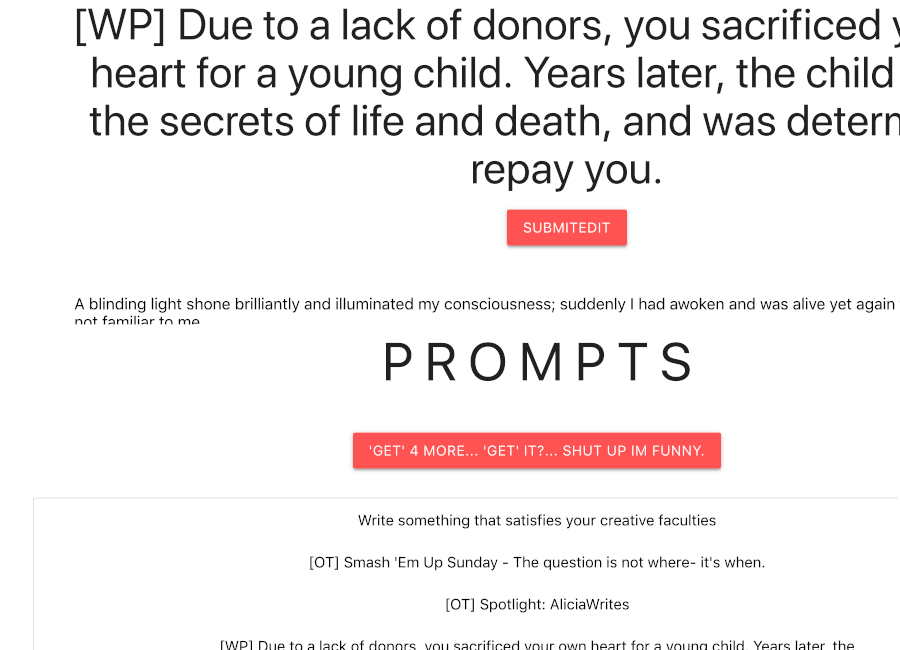 [WP] Due to a lack of donors, you sacrificed
heart for a young child. Years later, the child
the secrets of life and death, and was
repay you.
SUBMITEDIT
A blinding light shone brilliantly and illuminated my consciousness; suddenly I had awoken and was alive yet again
not familiar to me
PROMPTS
'GET' 4 MORE... 'GET' IT?... SHUT UP IM FUNNY.
Write something that satisfies your creative faculties
[OT] Smash 'Em Up Sunday - The question is not where- it's when.
[OT] Spotlight: AliciaWrites
[WP] Due to a lack of donors, you sacrificed your own heart for a young child. Years later, the